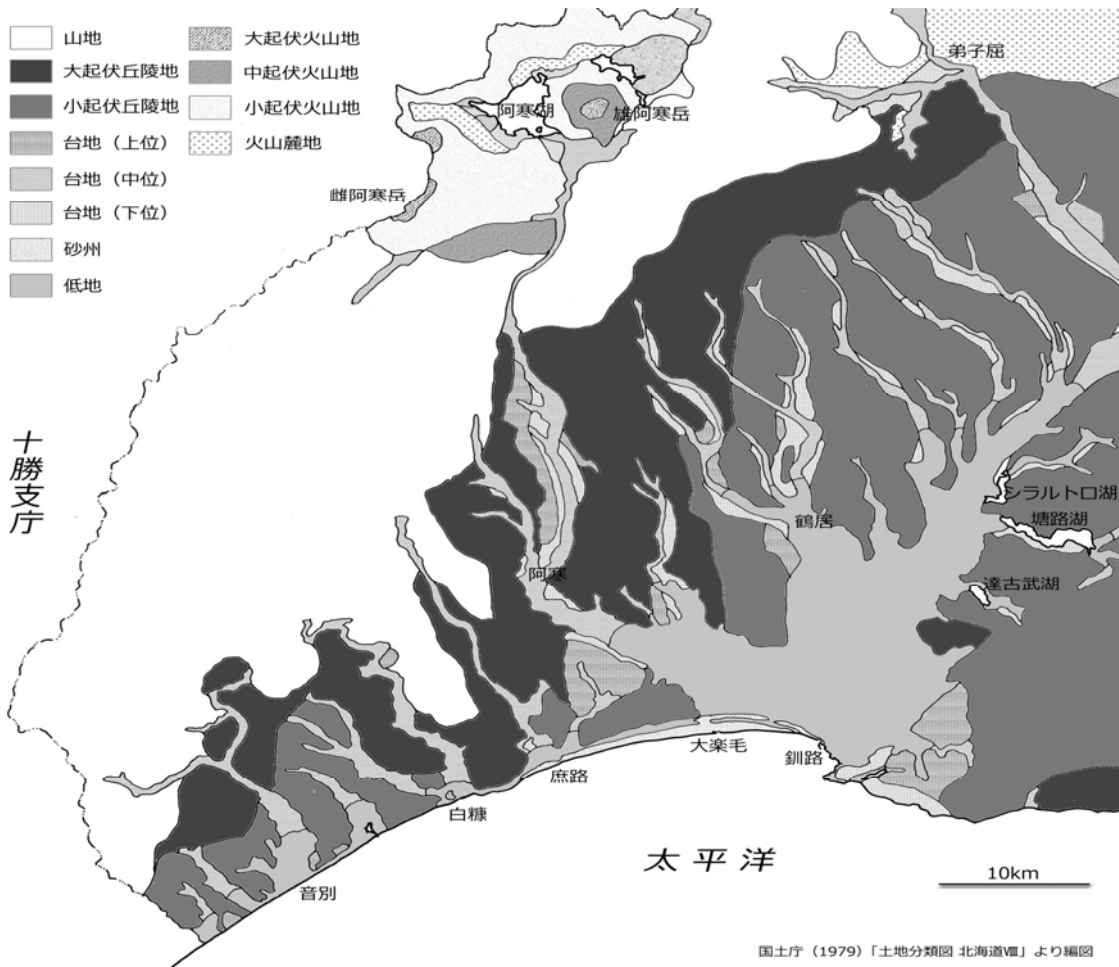 山地
大起伏丘陵地
小起伏丘陵地
台地（上位）
台地（中位）
台地（下位）
砂州
低地
大起伏火山地
中起伏火山地
小起伏火山地
火山麓地
弟子屈
阿寒湖
雄阿寒岳
雌阿寒岳
十勝支庁
シラルトロ湖
塘路湖
鶴居
阿寒
達古武湖
大楽毛
釧路
庶路
白糠
音別
太平洋
10km
国土庁（1979）「土地分類図 北海道Ⅷ」より編図